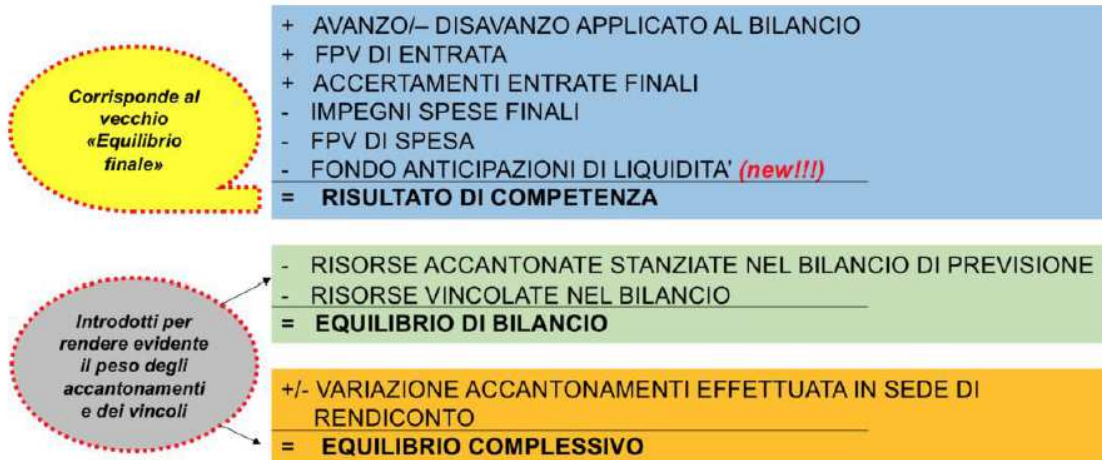 + AVANZO/– DISAVANZO APPLICATO AL BILANCIO
+ FPV DI ENTRATA
+ ACCERTAMENTI ENTRATE FINALI
- IMPEGNI SPESE FINALI
- FPV DI SPESA
- FONDO ANTICIPAZIONI DI LIQUIDITA' (new!!!)
= RISULTATO DI COMPETENZA
Corrisponde al
vecchio
«Equilibrio
finale»
- RISORSE ACCANTONATE STANZIATE NEL BILANCIO DI PREVISIONE
- RISORSE VINCOLATE NEL BILANCIO
= EQUILIBRIO DI BILANCIO
Introdotti per
rendere evidente
il peso degli
accantonamenti
e dei vincoli
+/- VARIAZIONE ACCANTONAMENTI EFFETTUATA IN SEDE DI
RENDICONTO
= EQUILIBRIO COMPLESSIVO